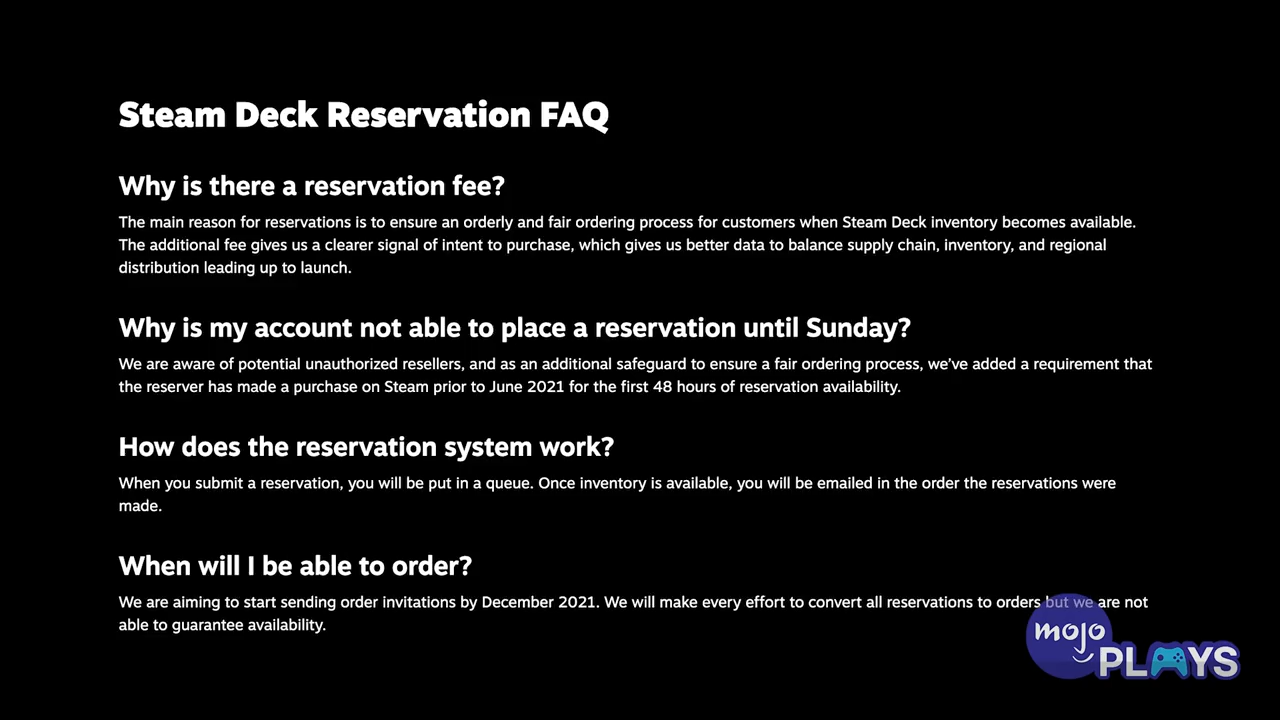 Steam Deck Reservation FAQ
Why is there a reservation fee?
The main reason for reservations is to ensure an orderly and fair ordering process for customers when Steam Deck inventory becomes available.
The additional fee gives us a clearer signal of intent to purchase, which gives us better data to balance supply chain, inventory, and regional
distribution leading up to launch.
Why is my account not able to place a reservation until Sunday?
We are aware of potential unauthorized resellers, and as an additional safeguard to ensure a fair ordering process, we’ve added a requirement that
the reserver has made a purchase on Steam prior to June 2021 for the first 48 hours of reservation availability.
How does the reservation system work?
When you submit a reservation, you will be put in a queue. Once inventory is available, you will be emailed in the order the reservations were
made.
When will I be able to order?
We are aiming to start sending order invitations by December 2021. We will make every effort to convert all reservations to orders but we are not
able to guarantee availability.
mojo
PLAYS